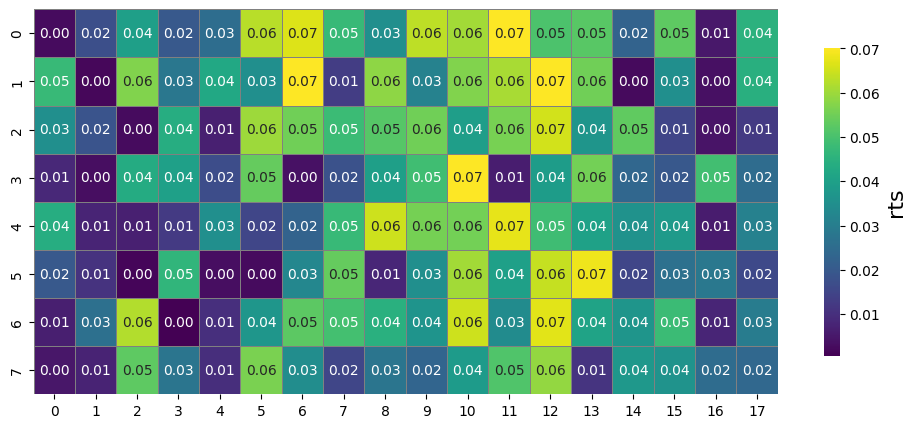 0 0.00 0.02 0.04 0.02 0.03 0.06 0.07 0.05 0.03 0.06 0.06 0.07 0.05 0.05 0.02 0.05 0.01 0.04
1 0.05 0.00 0.06 0.03 0.04 0.03 0.07 0.01 0.06 0.03 0.06 0.06 0.07 0.06 0.00 0.03 0.00 0.04
2 0.03 0.02 0.00 0.04 0.01 0.06 0.05 0.05 0.05 0.06 0.04 0.06 0.07 0.04 0.05 0.01 0.00 0.01
3 0.01 0.00 0.04 0.04 0.02 0.05 0.00 0.02 0.04 0.05 0.07 0.01 0.04 0.06 0.02 0.02 0.05 0.02
4 0.04 0.01 0.01 0.01 0.03 0.02 0.02 0.05 0.06 0.06 0.06 0.07 0.05 0.04 0.04 0.04 0.01 0.03
5 0.02 0.01 0.00 0.05 0.00 0.00 0.03 0.05 0.01 0.03 0.06 0.04 0.06 0.07 0.02 0.03 0.03 0.02
6 0.01 0.03 0.06 0.00 0.01 0.04 0.05 0.05 0.04 0.04 0.06 0.03 0.07 0.04 0.04 0.05 0.01 0.03
7 0.00 0.01 0.05 0.03 0.01 0.06 0.03 0.02 0.03 0.02 0.04 0.05 0.06 0.01 0.04 0.04 0.02 0.02
0 1 2 3 4 5 6 7 8 9 10 11 12 13 14 15 16 17
0.07
0.06
0.05
0.04
0.03
0.02
0.01
rts